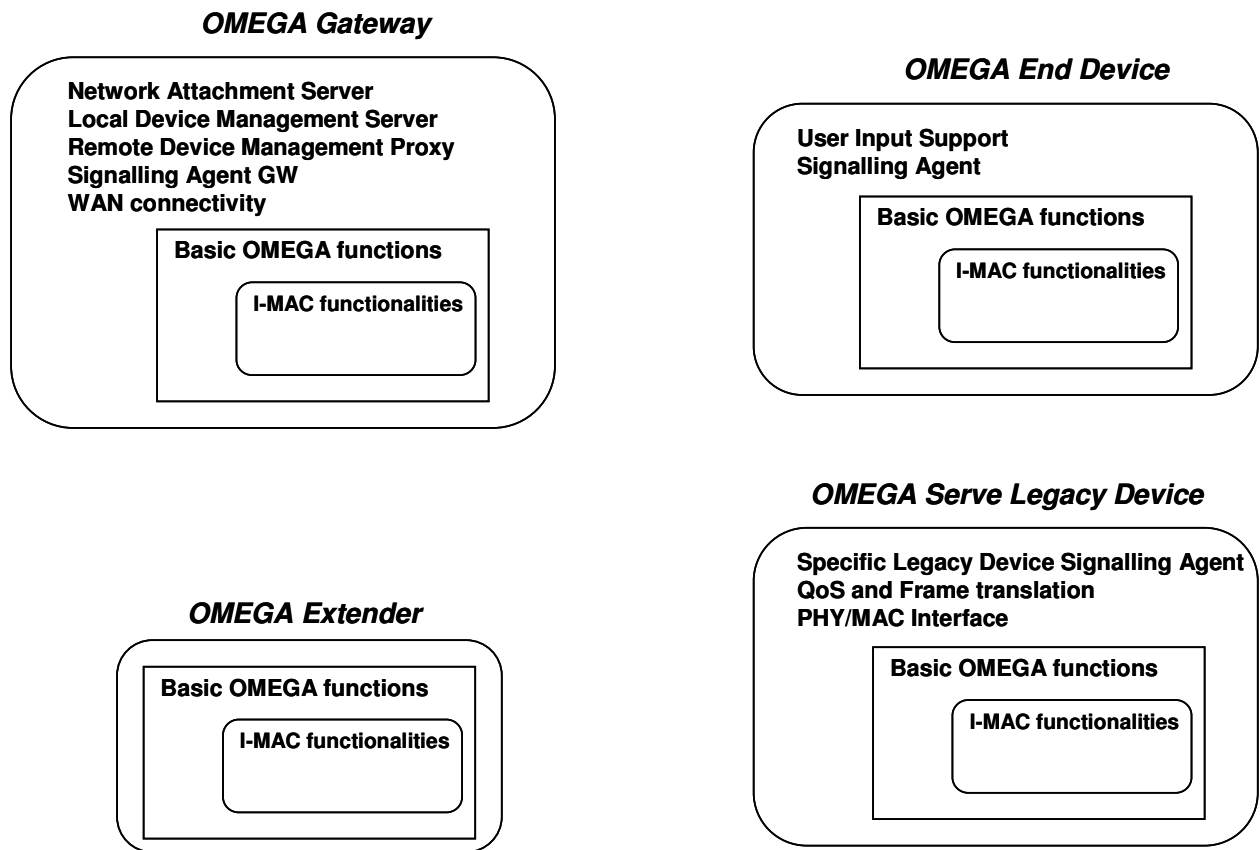 OMEGA Gateway
Network Attachment Server
Local Device Management Server
Remote Device Management Proxy
Signalling Agent GW
WAN connectivity
Basic OMEGA functions
I-MAC functionalities
OMEGA End Device
User Input Support
Signalling Agent
Basic OMEGA functions
I-MAC functionalities
OMEGA Extender
Basic OMEGA functions
I-MAC functionalities
OMEGA Serve Legacy Device
Specific Legacy Device Signalling Agent
QoS and Frame translation
PHY/MAC Interface
Basic OMEGA functions
I-MAC functionalities